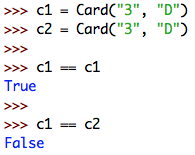 >>> c1 = Card("3", "D")
>>> c2 = Card("3", "D")
>>>
>>> c1 == c1
True
>>>
>>> c1 == c2
False